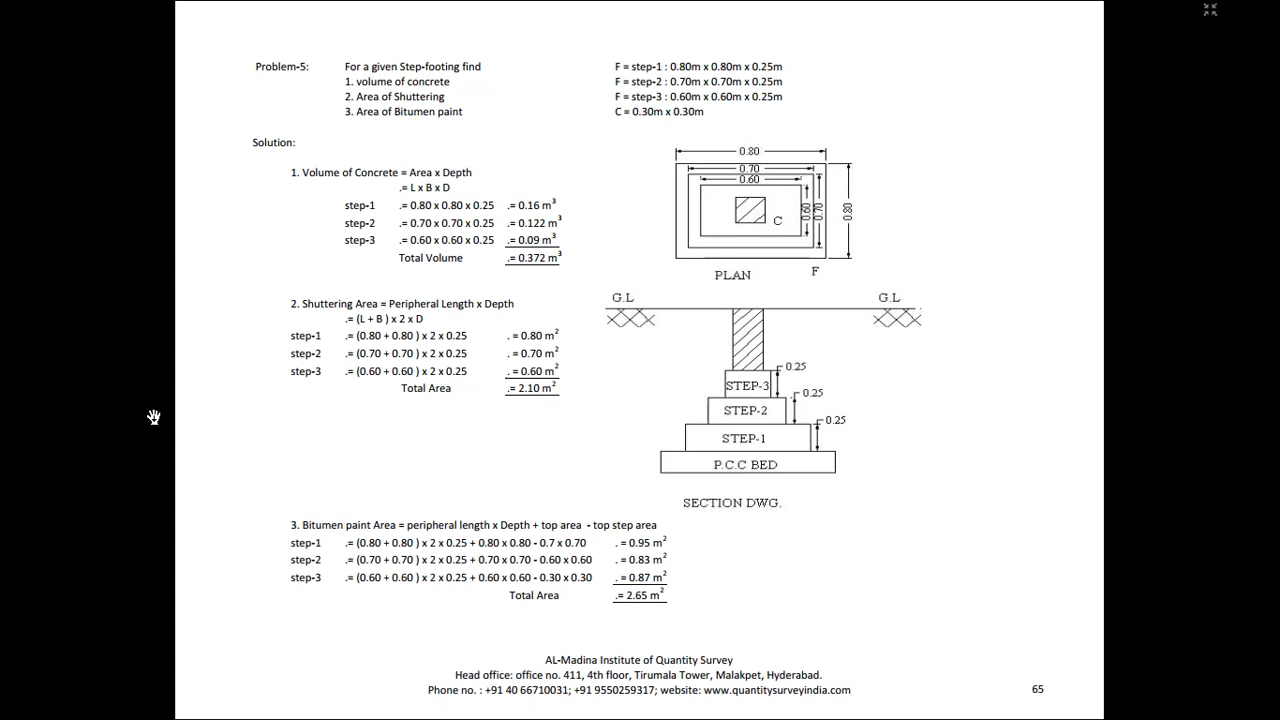 Problem-5: For a given Step-footing find F = step-1 : 0.80m x 0.80m x 0.25m
1. volume of concrete F = step-2 : 0.70m x 0.70m x 0.25m
2. Area of Shuttering F = step-3 : 0.60m x 0.60m x 0.25m
3. Area of Bitumen paint C = 0.30m x 0.30m
Solution:
1. Volume of Concrete = Area x Depth
.= L x B x D
step-1 .= 0.80 x 0.80 x 0.25 .= 0.16 m³
step-2 .= 0.70 x 0.70 x 0.25 .= 0.122 m³
step-3 .= 0.60 x 0.60 x 0.25 .= 0.09 m³
Total Volume .= 0.372 m³
0.80
0.70
0.60
0.60
0.70
0.80
C
PLAN F
2. Shuttering Area = Peripheral Length x Depth
.= (L + B ) x 2 x D
step-1 .= (0.80 + 0.80 ) x 2 x 0.25 . = 0.80 m²
step-2 .= (0.70 + 0.70 ) x 2 x 0.25 . = 0.70 m²
step-3 .= (0.60 + 0.60 ) x 2 x 0.25 . = 0.60 m²
Total Area .= 2.10 m²
G.L G.L
0.25
STEP-3
0.25
STEP-2
0.25
STEP-1
P.C.C BED
SECTION DWG.
3. Bitumen paint Area = peripheral length x Depth + top area - top step area
step-1 .= (0.80 + 0.80 ) x 2 x 0.25 + 0.80 x 0.80 - 0.7 x 0.70 . = 0.95 m²
step-2 .= (0.70 + 0.70 ) x 2 x 0.25 + 0.70 x 0.70 - 0.60 x 0.60 . = 0.83 m²
step-3 .= (0.60 + 0.60 ) x 2 x 0.25 + 0.60 x 0.60 - 0.30 x 0.30 . = 0.87 m²
Total Area .= 2.65 m²
AL-Madina Institute of Quantity Survey
Head office: office no. 411, 4th floor, Tirumala Tower, Malakpet, Hyderabad.
Phone no. : +91 40 66710031; +91 9550259317; website: www.quantitysurveyindia.com
65